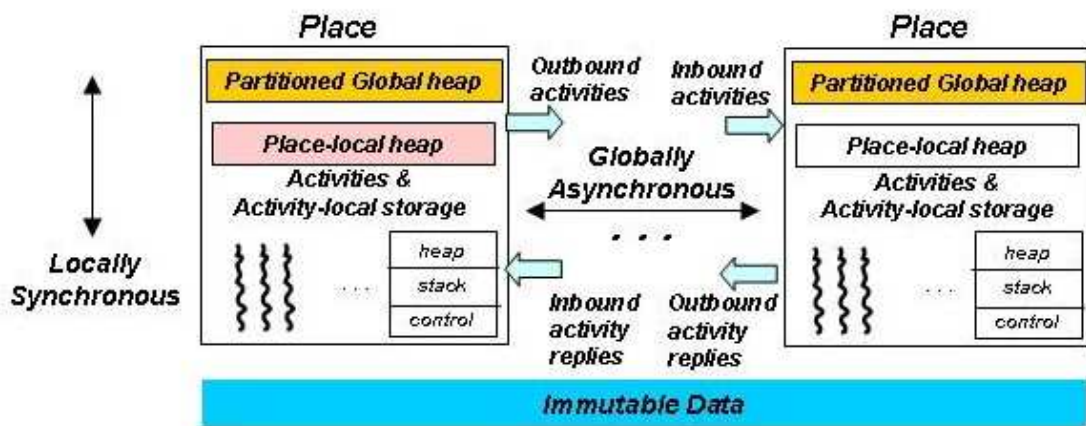 Place
Place
Partitioned Global heap
Outbound
activities
Inbound
activities
Partitioned Global heap
Place-local heap
Globally
Asynchronous
Place-local heap
Activities &
Activity-local storage
Activities &
Activity-local storage
. . .
Locally
Synchronous
. . .
heap
stack
control
Inbound
activity
replies
Outbound
activity
replies
. . .
heap
stack
control
Immutable Data